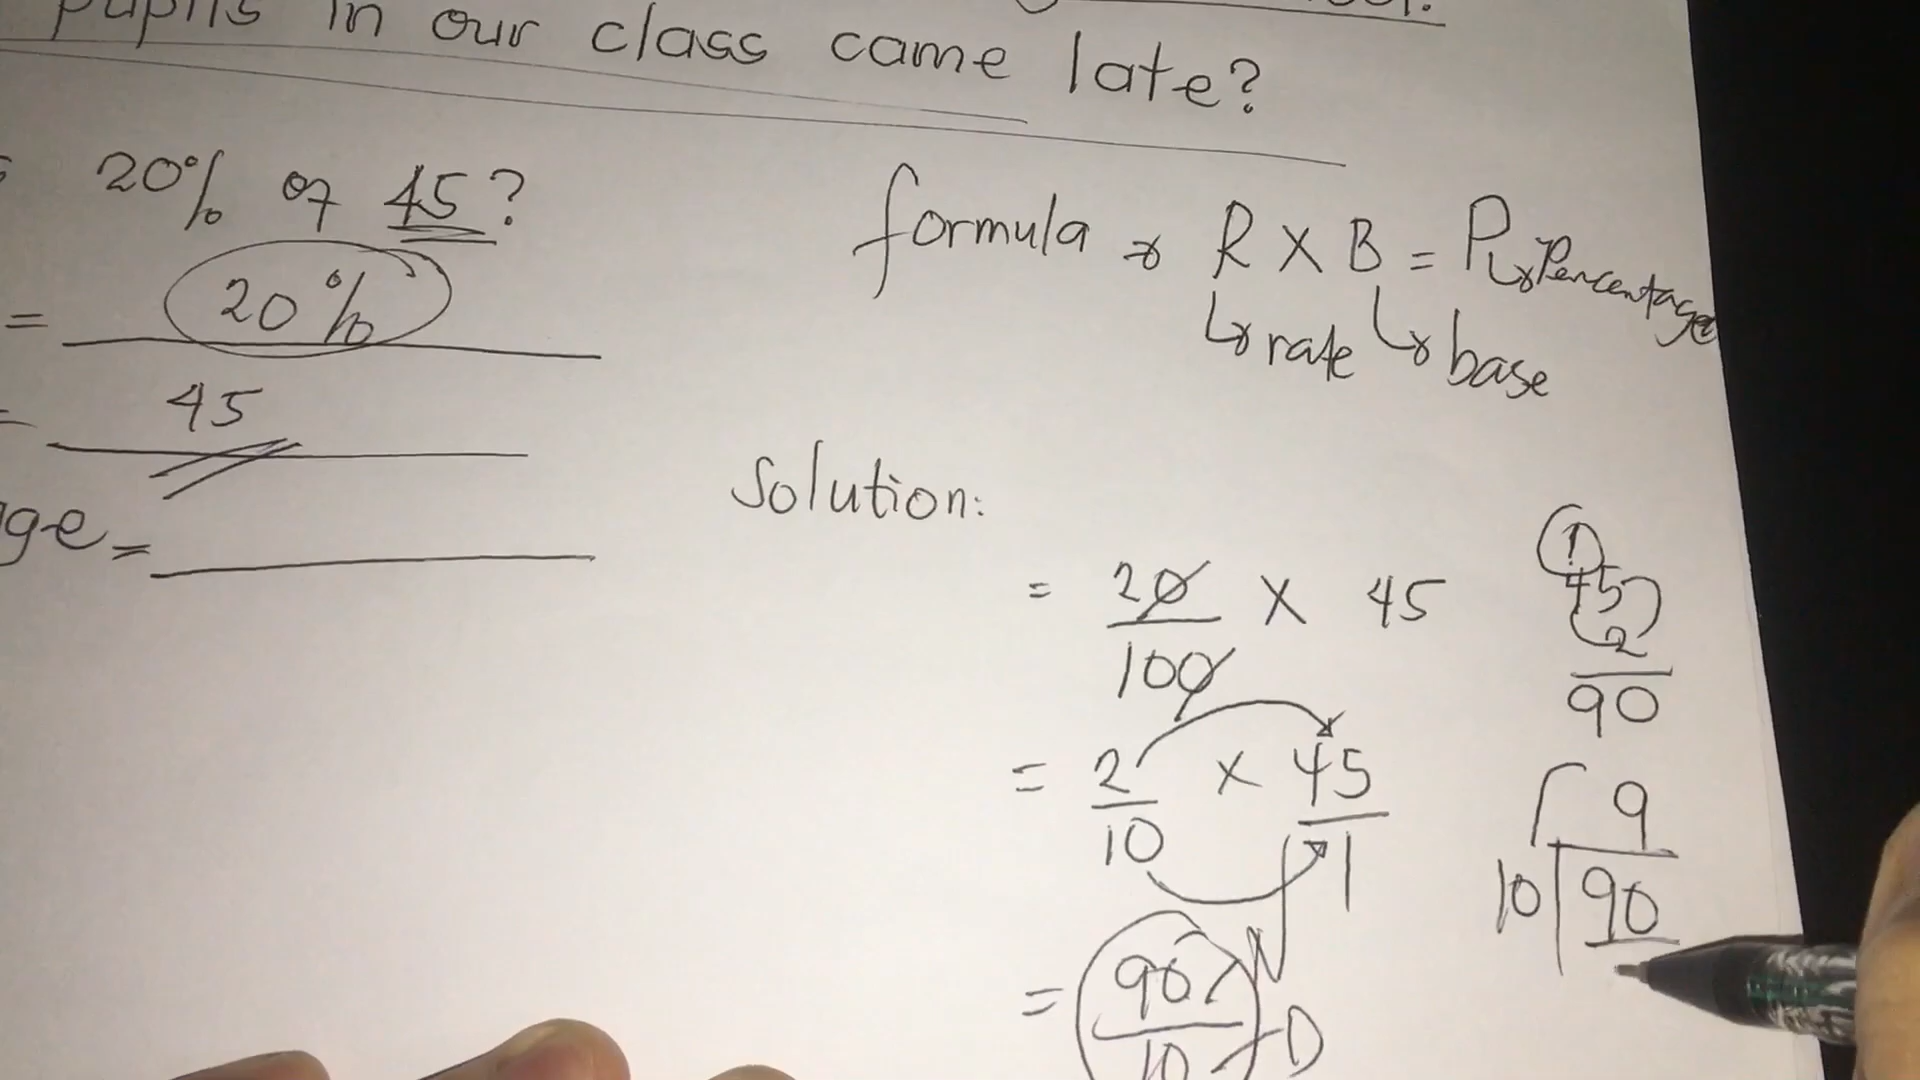 pupils in our class came late?
20% of 45?
= 20%
= 45
ge =
formula → R X B = P → Percentage
→ rate → base
Solution:
= 20/100 X 45
= 2/10 x 45/1
= 90/10 N D
1
45
2
90
9
10 90